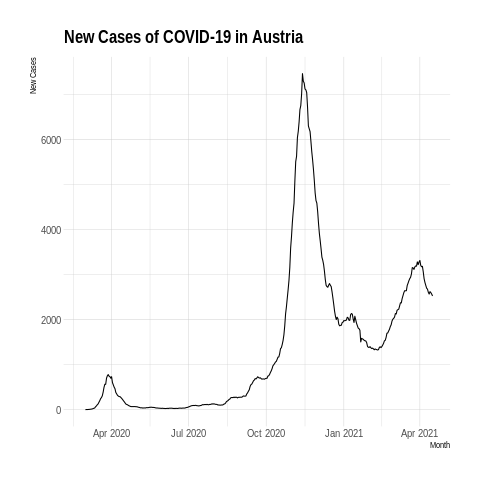 New Cases of COVID-19 in Austria
New Cases
6000
4000
2000
0
Apr 2020 Jul 2020 Oct 2020 Jan 2021 Apr 2021
Month